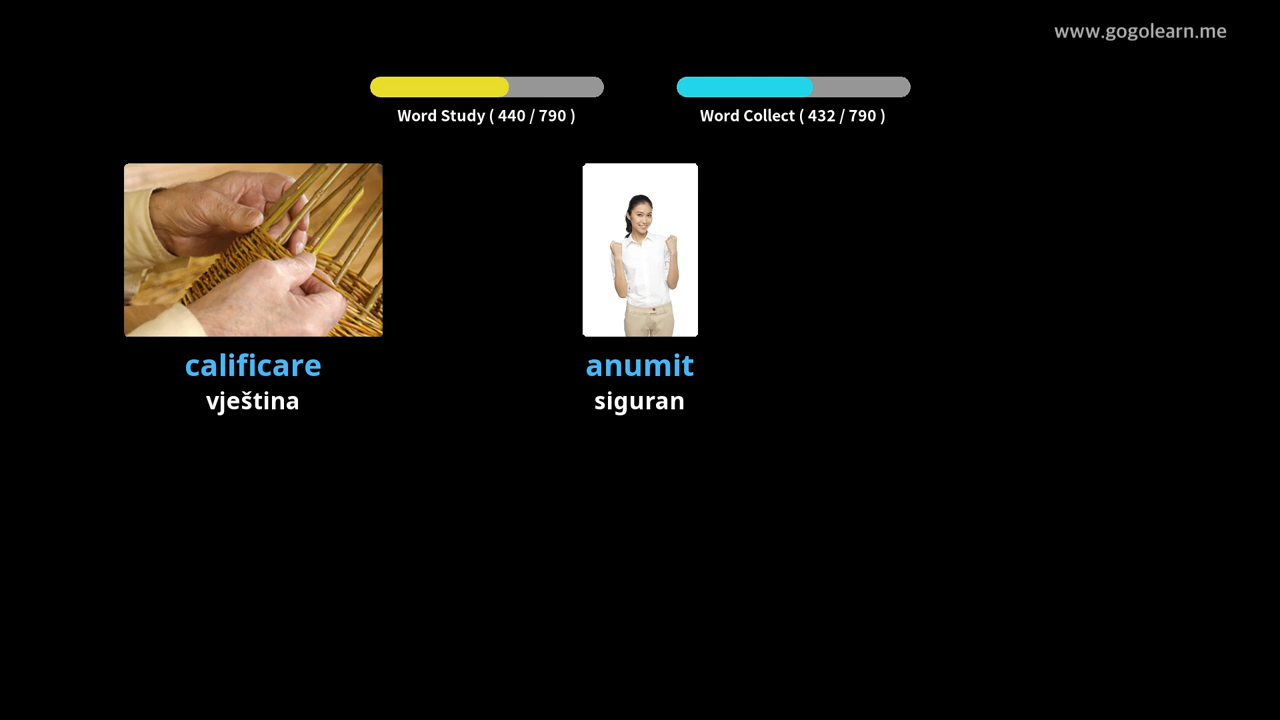 www.gogolearn.me
Word Study ( 440 / 790 )
Word Collect ( 432 / 790 )
calificare
vještina
anumit
siguran